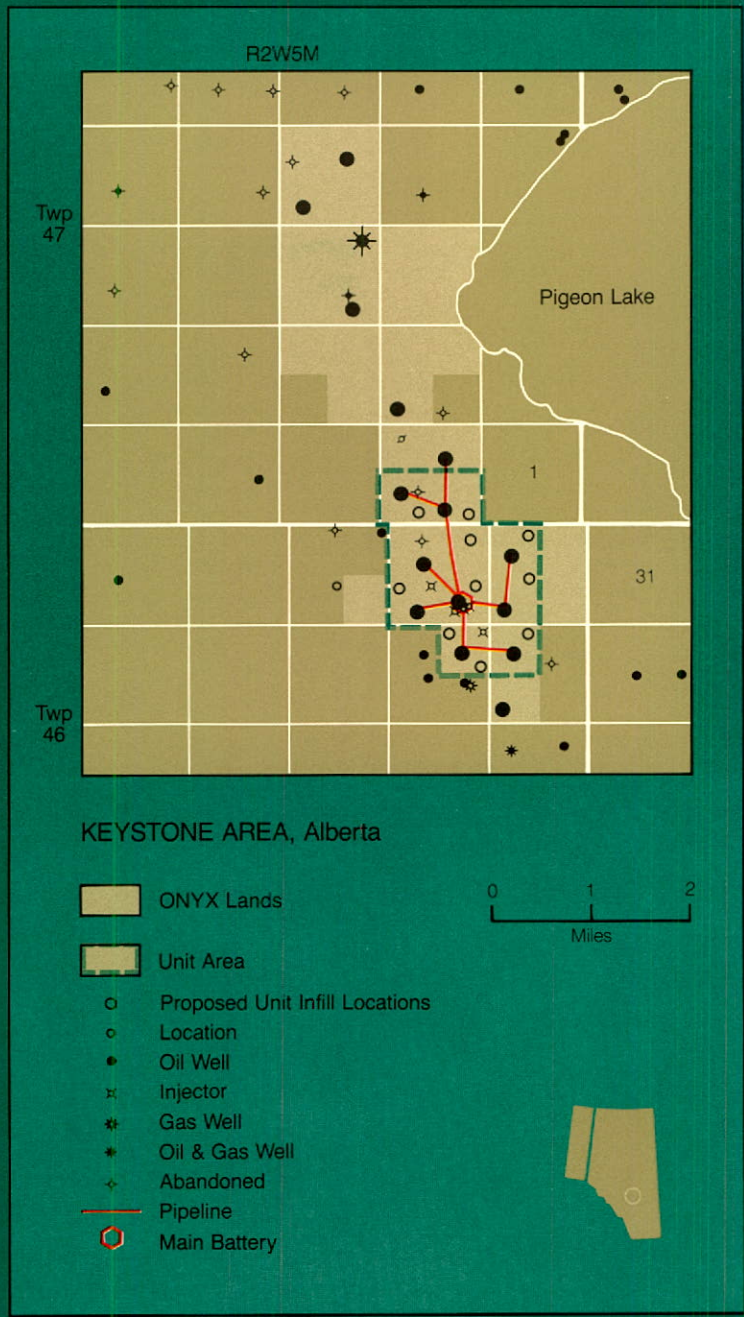 R2W5M
Twp
47
Pigeon Lake
1
31
Twp
46
KEYSTONE AREA, Alberta
ONYX Lands
0 1 2
Miles
Unit Area
Proposed Unit Infill Locations
Location
Oil Well
Injector
Gas Well
Oil & Gas Well
Abandoned
Pipeline
Main Battery